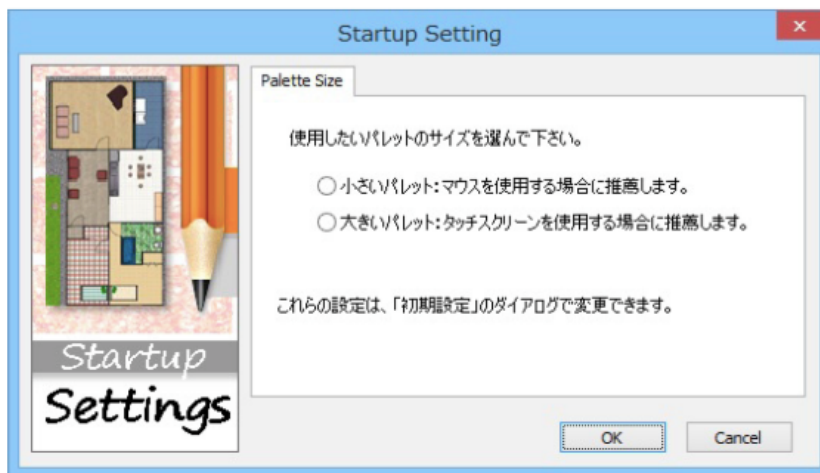 Startup Setting
Palette Size
使用したいパレットのサイズを選んで下さい。
小さいパレット:マウスを使用する場合に推薦します。
大きいパレット:タッチスクリーンを使用する場合に推薦します。
これらの設定は、「初期設定」のダイアログで変更できます。
Startup
Settings
OK
Cancel